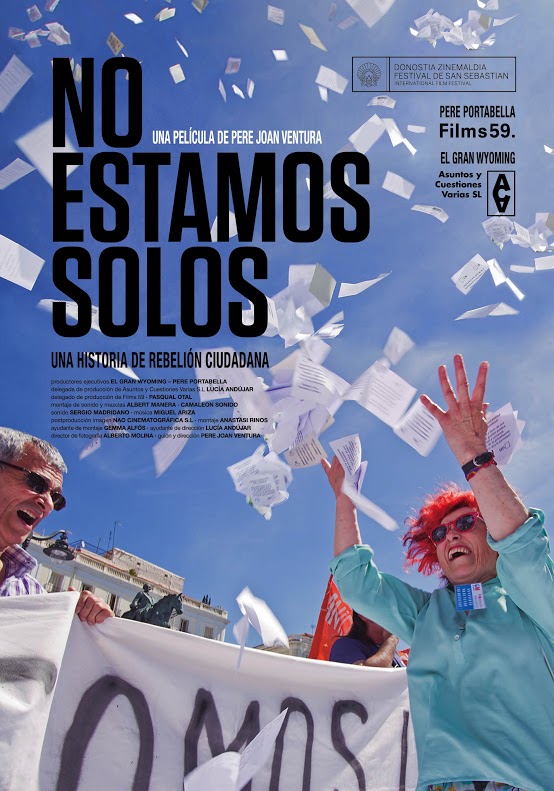 DONOSTIA ZINEMALDIA
FESTIVAL DE SAN SEBASTIAN
INTERNATIONAL FILM FESTIVAL
NO
UNA PELÍCULA DE PERE JOAN VENTURA
ESTAMOS
SOLOS
PERE PORTABELLA
Films59.
EL GRAN WYOMING
Asuntos y
Cuestiones
Varias SL
UNA HISTORIA DE REBELIÓN CIUDADANA
productores ejecutivos EL GRAN WYOMING – PERE PORTABELLA
delegada de producción de Asuntos y Cuestiones Varias S.L LUCÍA ANDÚJAR
delegado de producción de Films 59 - PASQUAL OTAL
montaje de sonido y mezclas ALBERT MANERA - CAMALEÓN SONIDO
sonido SERGIO MADRIDANO - música MIGUEL ARIZA
postproducción imagen NAO CINEMATOGRÁFICA S.L - montaje ANASTASI RINOS
ayudante de montaje GEMMA ALFÓS - ayudante de dirección LUCÍA ANDÚJAR
director de fotografía ALBERTO MOLINA - guión y dirección PERE JOAN VENTURA
OMOS